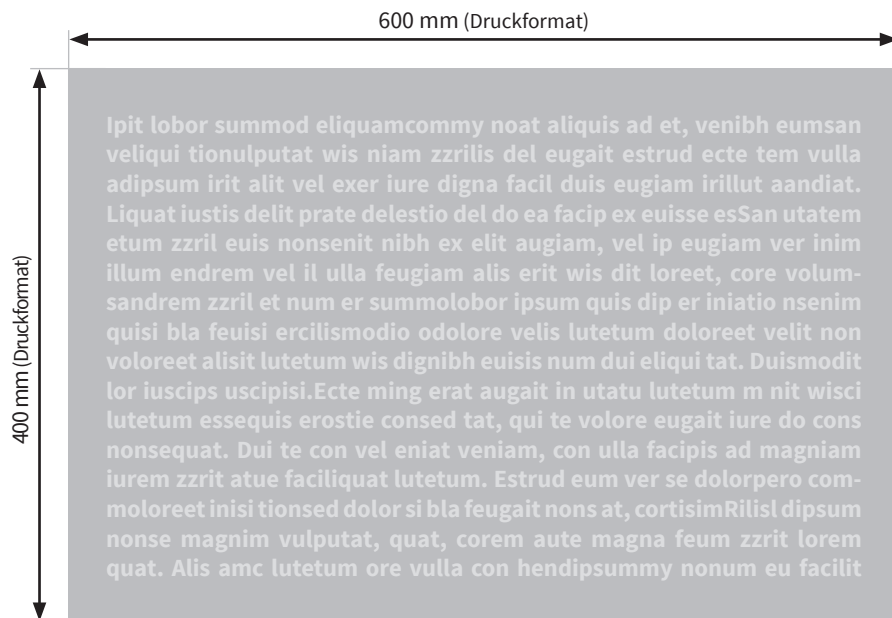 600 mm (Druckformat)
400 mm (Druckformat)
Ipit lobor summod eliquamcommy noat aliquis ad et, venibh eumsan
veliqui tionulputat wis niam zzrilis del eugait estrud ecte tem vulla
adipsum irit alit vel exer iure digna facil duis eugiam irillut aandiat.
Liquat iustis delit prate delestio del do ea facip ex euisse esSan utatem
etum zzril euis nonsenit nibh ex elit augiam, vel ip eugiam ver inim
illum endrem vel il ulla feugiam alis erit wis dit loreet, core volum-
sandrem zzril et num er summolobor ipsum quis dip er iniatio nsenim
quisi bla feuisi ercilismodio odolore velis lutetum doloreet velit non
voloreet alisit lutetum wis dignibh euisis num dui eliqui tat. Duismodit
lor iuscips uscipisi.Ecte ming erat augait in utatu lutetum m nit wisci
lutetum essequis erostie consed tat, qui te volore eugait iure do cons
nonsequat. Dui te con vel eniat veniam, con ulla facipis ad magniam
iurem zzrit atue faciliquat lutetum. Estrud eum ver se dolorpero com-
moloreet inisi tionsed dolor si bla feugait nons at, cortisimRilisl dipsum
nonse magnim vulputat, quat, corem aute magna feum zzrit lorem
quat. Alis amc lutetum ore vulla con hendipsummy nonum eu facilit